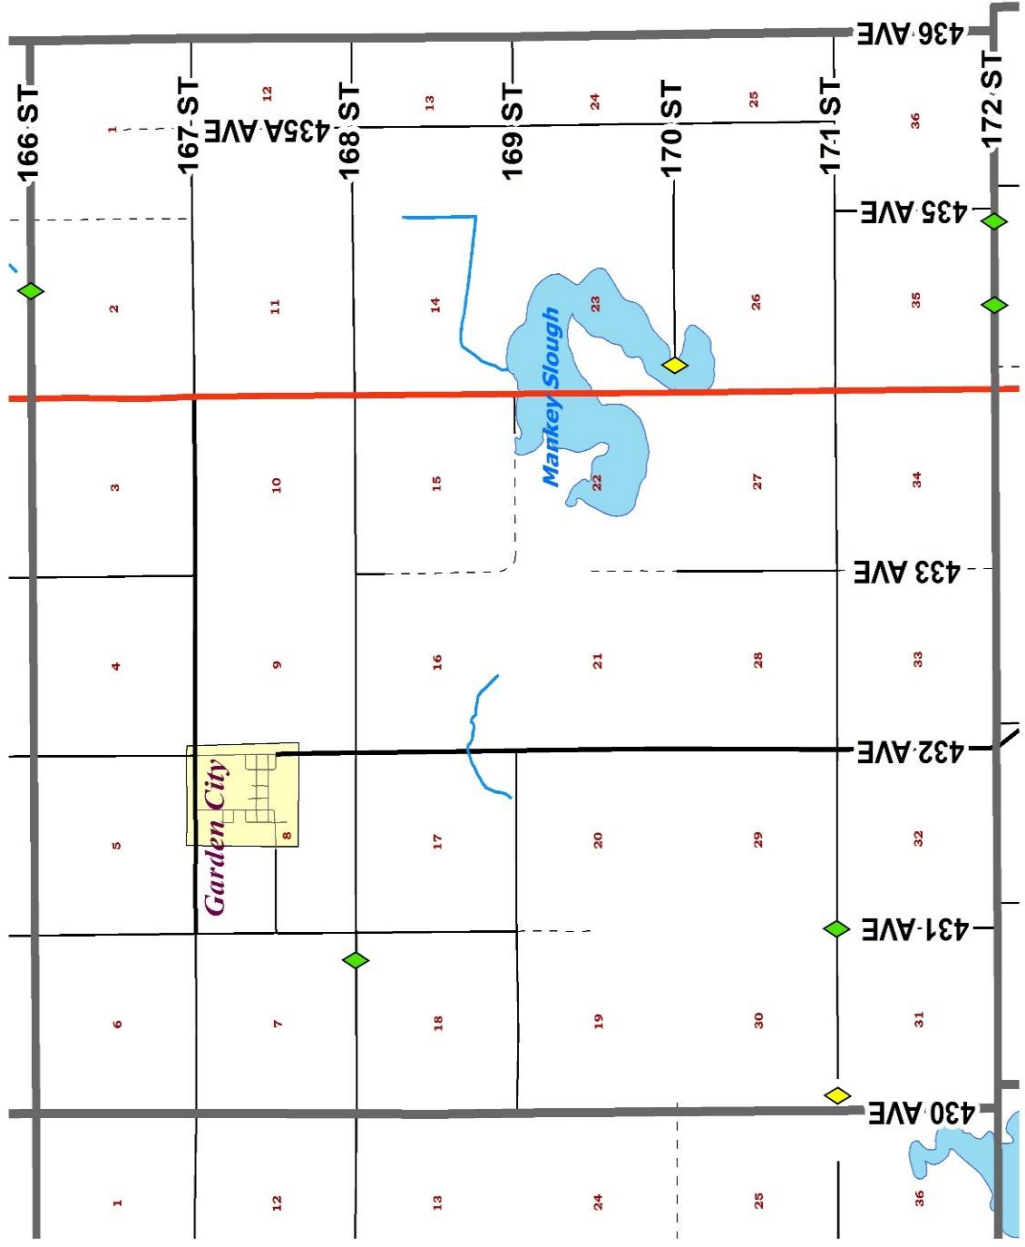 436 AVE
166 ST
167 ST
168 ST
169 ST
170 ST
171 ST
172 ST
1
12
13
24
25
36
435A AVE
435 AVE
2
11
14
23
26
35
Mankey Slough
3
10
15
22
27
34
433 AVE
4
9
16
21
28
33
432 AVE
Garden City
5
8
17
20
29
32
431 AVE
6
7
18
19
30
31
430 AVE
1
12
13
24
25
36